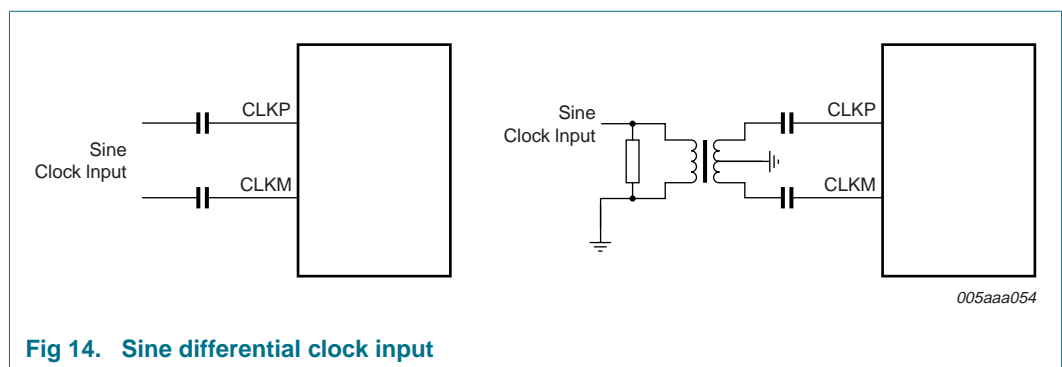 CLKP
Sine
Clock Input
CLKM
Sine
Clock Input
CLKP
CLKM
005aaa054
Fig 14. Sine differential clock input